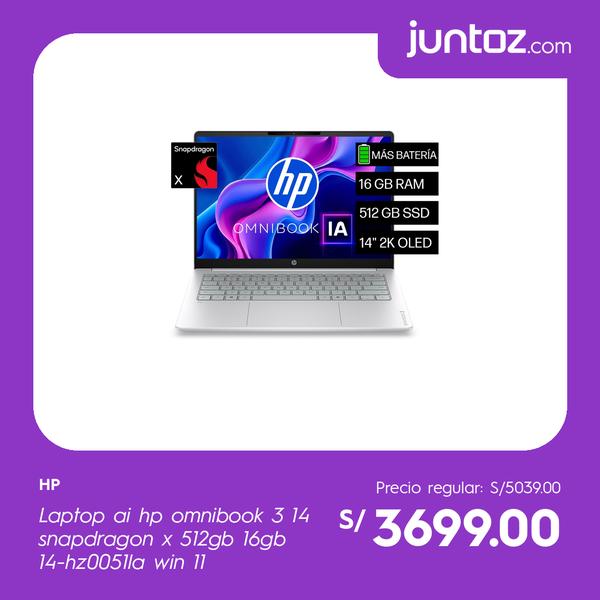 juntoz.com
Snapdragon
X
MÁS BATERÍA
16 GB RAM
512 GB SSD
14" 2K OLED
hp
OMNIBOOK IA
HP
Laptop ai hp omnibook 3 14
snapdragon x 512gb 16gb
14-hz0051la win 11
Precio regular: S/5039.00
S/ 3699.00